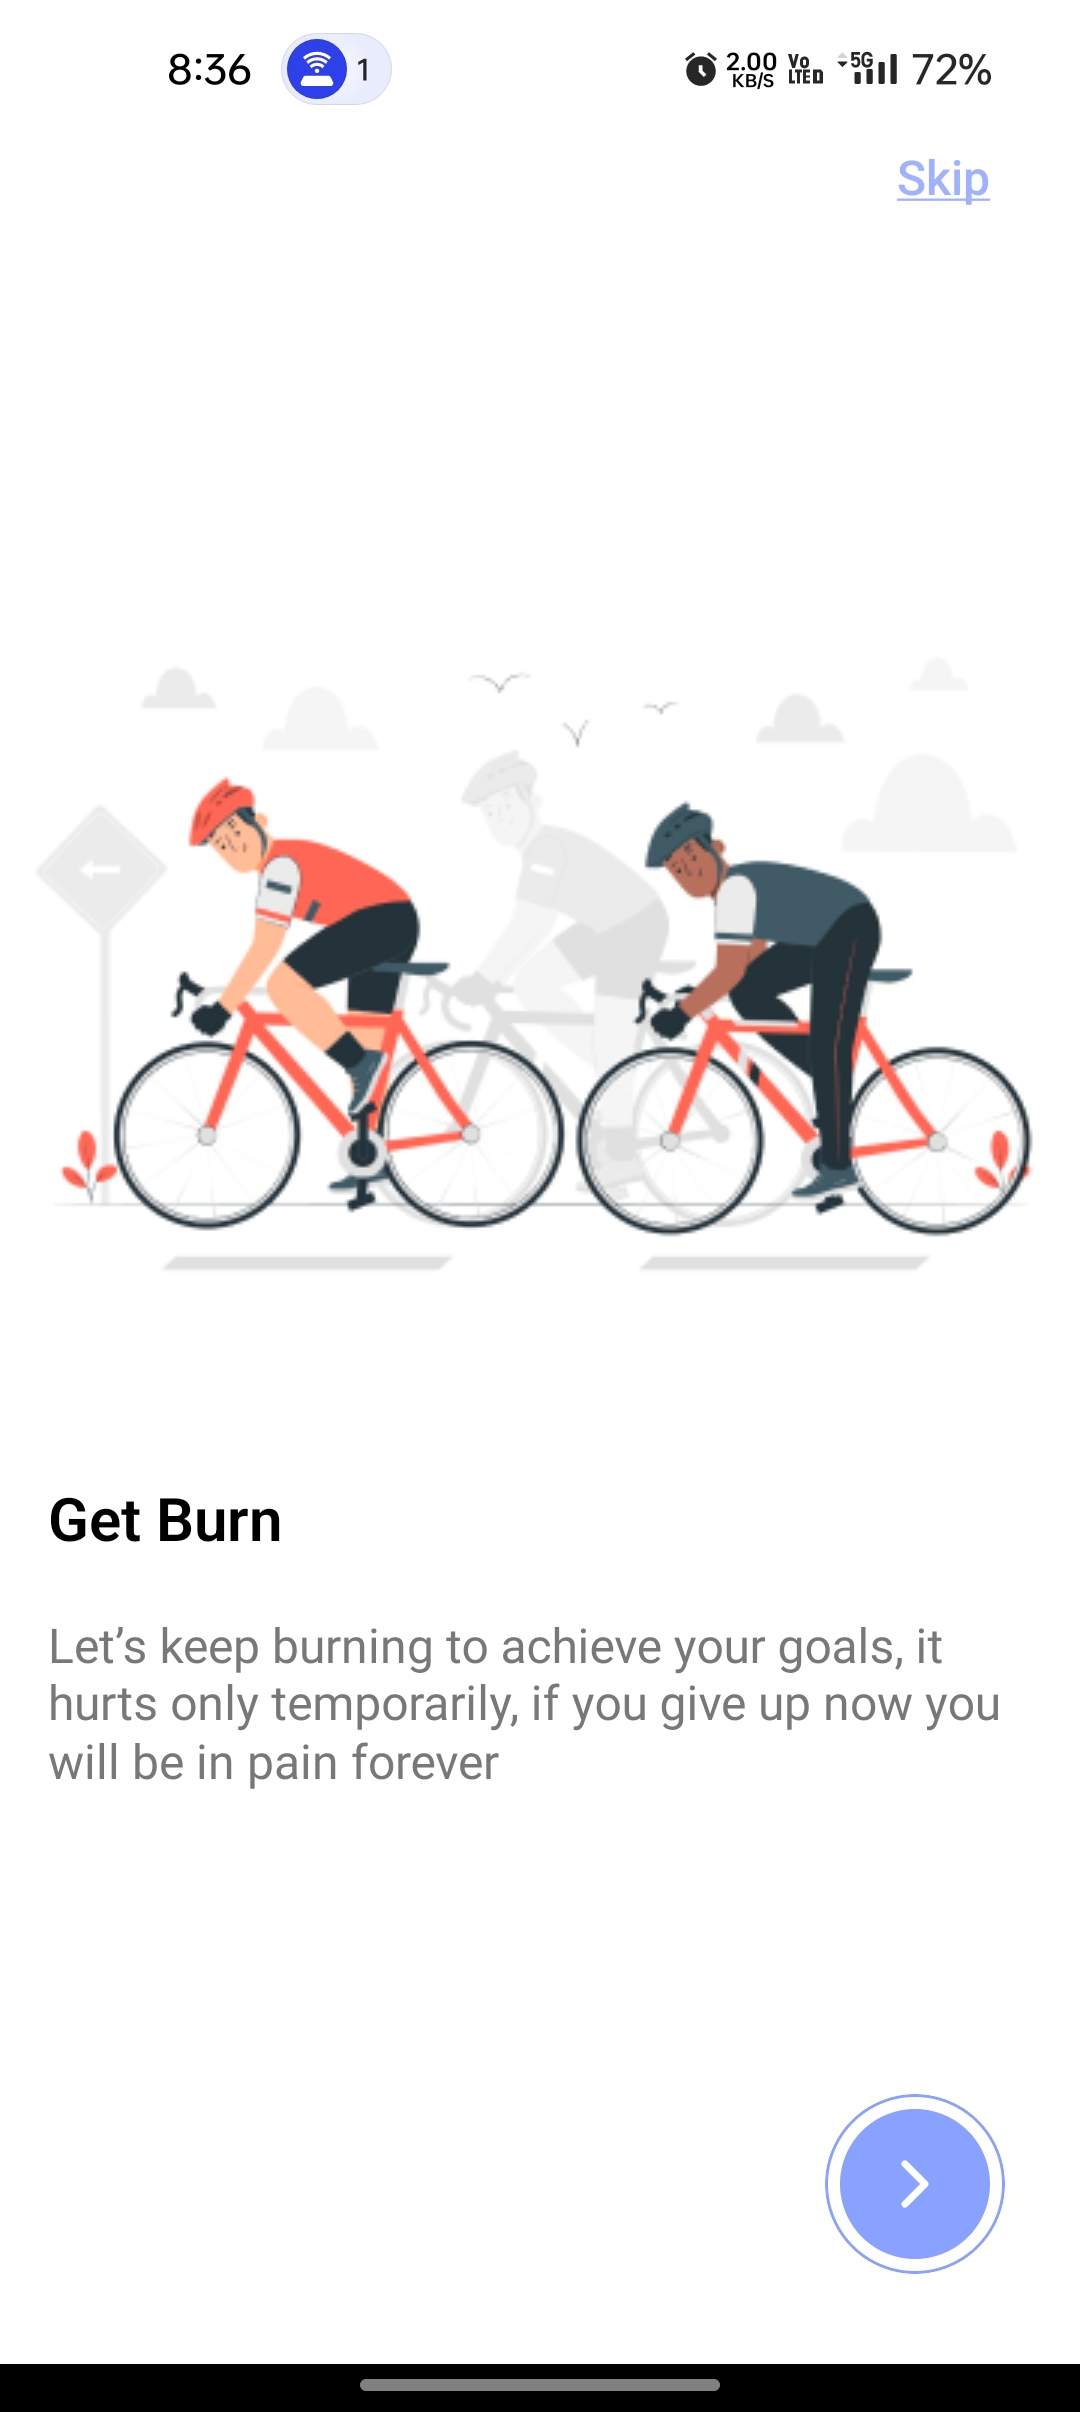 8:36
1
2.00
KB/S
Vo
LTE D
5G
72%
Skip
Get Burn
Let’s keep burning to achieve your goals, it
hurts only temporarily, if you give up now you
will be in pain forever